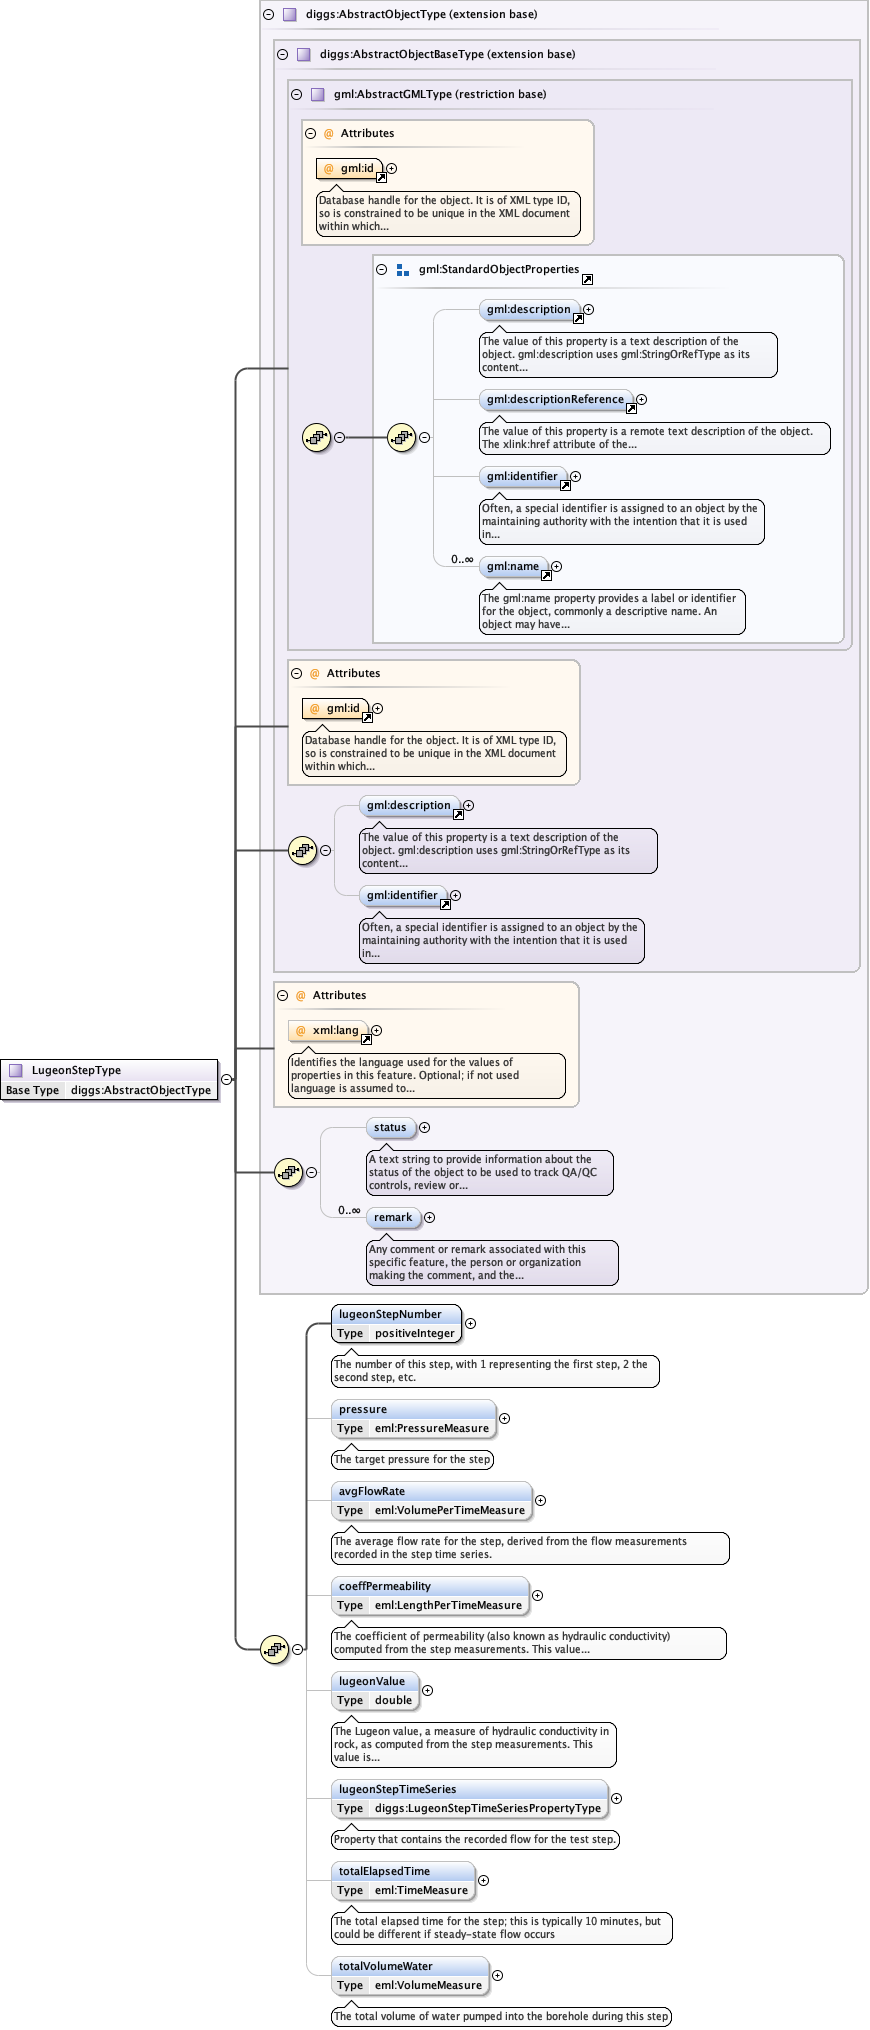 diggs:AbstractObjectType (extension base)
diggs:AbstractObjectBaseType (extension base)
gml:AbstractGMLType (restriction base)
@ Attributes
@ gml:id
Database handle for the object. It is of XML type ID,
so is constrained to be unique in the XML document
within which...
gml:StandardObjectProperties
gml:description
The value of this property is a text description of the
object. gml:description uses gml:StringOrRefType as its
content...
gml:descriptionReference
The value of this property is a remote text description of the object.
The xlink:href attribute of the...
gml:identifier
Often, a special identifier is assigned to an object by the
maintaining authority with the intention that it is used
in...
0..∞
gml:name
The gml:name property provides a label or identifier
for the object, commonly a descriptive name. An
object may have...
@ Attributes
@ gml:id
Database handle for the object. It is of XML type ID,
so is constrained to be unique in the XML document
within which...
gml:description
The value of this property is a text description of the
object. gml:description uses gml:StringOrRefType as its
content...
gml:identifier
Often, a special identifier is assigned to an object by the
maintaining authority with the intention that it is used
in...
@ Attributes
@ xml:lang
Identifies the language used for the values of
properties in this feature. Optional; if not used
language is assumed to...
LugeonStepType
Base Type diggs:AbstractObjectType
status
A text string to provide information about the
status of the object to be used to track QA/QC
controls, review or...
0..∞
remark
Any comment or remark associated with this
specific feature, the person or organization
making the comment, and the...
lugeonStepNumber
Type positiveInteger
The number of this step, with 1 representing the first step, 2 the
second step, etc.
pressure
Type eml:PressureMeasure
The target pressure for the step
avgFlowRate
Type eml:VolumePerTimeMeasure
The average flow rate for the step, derived from the flow measurements
recorded in the step time series.
coeffPermeability
Type eml:LengthPerTimeMeasure
The coefficient of permeability (also known as hydraulic conductivity)
computed from the step measurements. This value...
lugeonValue
Type double
The Lugeon value, a measure of hydraulic conductivity in
rock, as computed from the step measurements. This
value is...
lugeonStepTimeSeries
Type diggs:LugeonStepTimeSeriesPropertyType
Property that contains the recorded flow for the test step.
totalElapsedTime
Type eml:TimeMeasure
The total elapsed time for the step; this is typically 10 minutes, but
could be different if steady-state flow occurs
totalVolumeWater
Type eml:VolumeMeasure
The total volume of water pumped into the borehole during this step